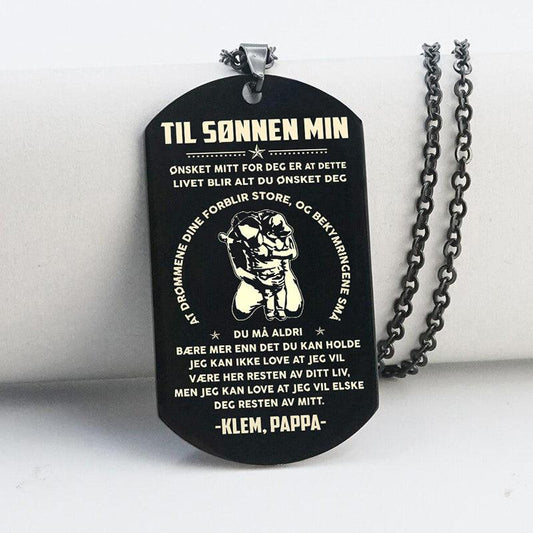 TIL SØNNEN MIN
ØNSKET MITT FOR DEG ER AT DETTE
LIVET BLIR ALT DU ØNSKET DEG
AT DRØMMENE DINE FORBLIR STORE, OG BEKYMRINGENE SMÅ
DU MÅ ALDRI
BÆRE MER ENN DET DU KAN HOLDE
JEG KAN IKKE LOVE AT JEG VIL
VÆRE HER RESTEN AV DITT LIV,
MEN JEG KAN LOVE AT JEG VIL ELSKE
DEG RESTEN AV MITT.
-KLEM, PAPPA-